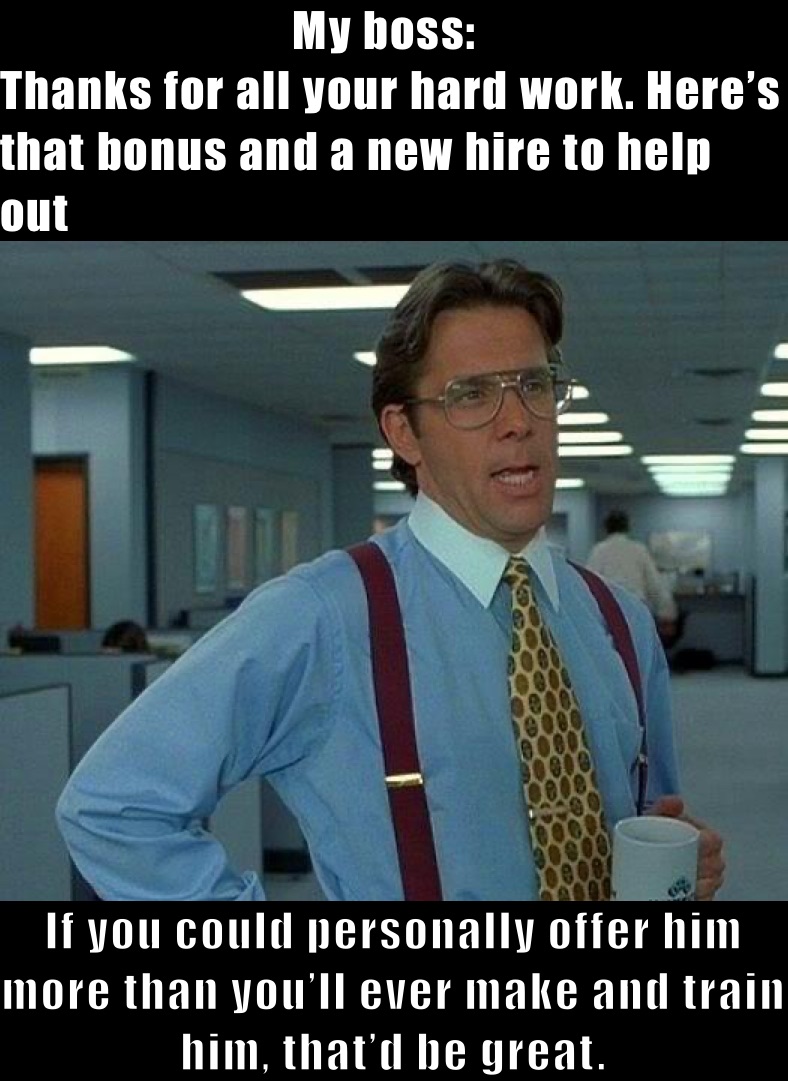 My boss:
Thanks for all your hard work. Here’s
that bonus and a new hire to help
out
If you could personally offer him
more than you’ll ever make and train
him, that’d be great.